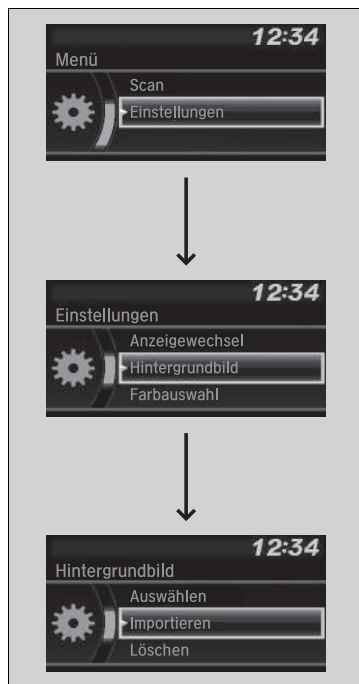 12:34
Menü
Scan
Einstellungen
12:34
Einstellungen
Anzeigewechsel
Hintergrundbild
Farbauswahl
12:34
Hintergrundbild
Auswählen
Importieren
Löschen